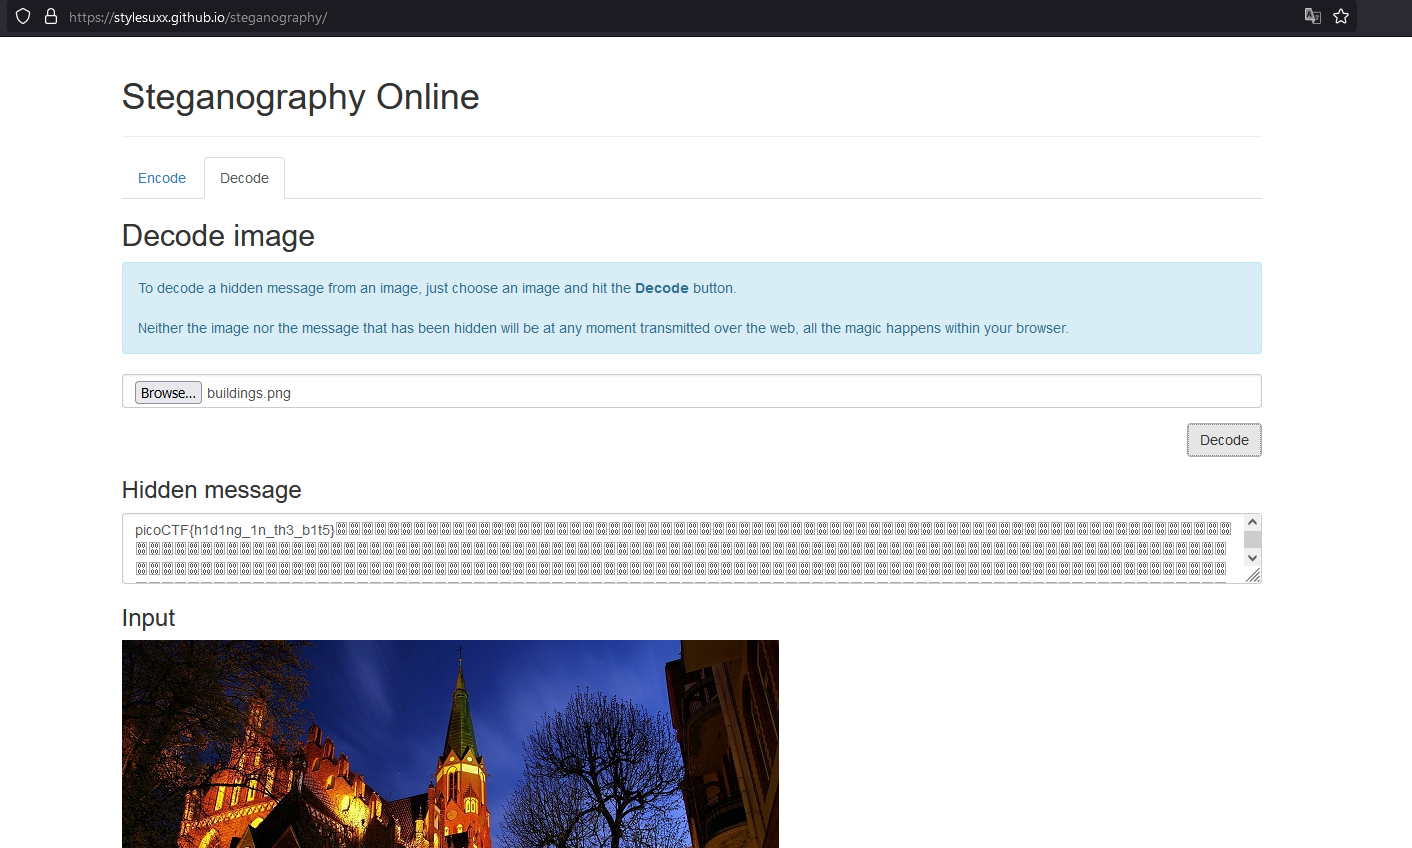 https://stylesuxx.github.io/steganography/
Steganography Online
Encode
Decode
Decode image
To decode a hidden message from an image, just choose an image and hit the Decode button.
Neither the image nor the message that has been hidden will be at any moment transmitted over the web, all the magic happens within your browser.
Browse... buildings.png
Decode
Hidden message
picoCTF{h1d1ng_1n_th3_b1t5}
Input